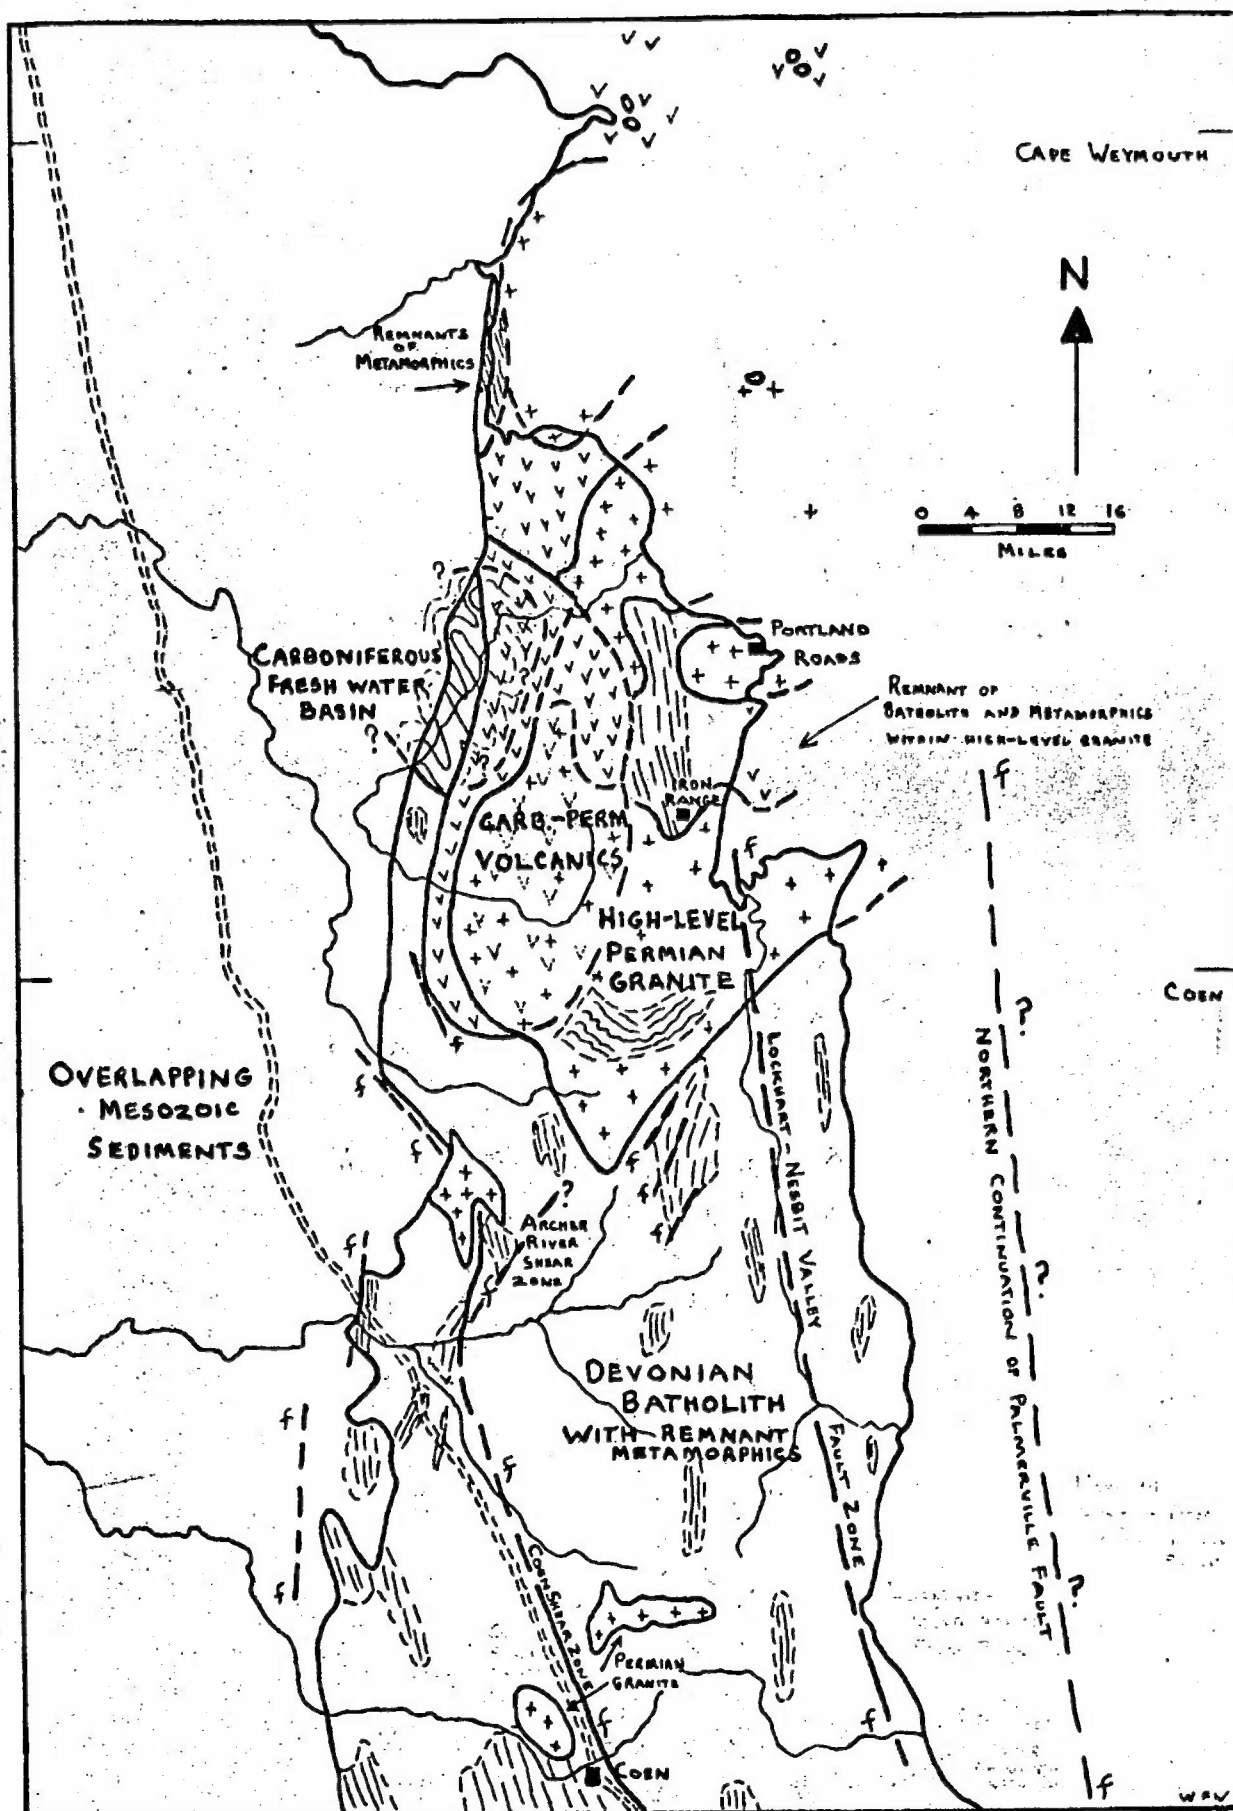 CAPE WEYMOUTH
N
REMNANTS
OF
METAMORPHICS
0 4 8 12 16
MILES
?
PORTLAND
ROADS
CARBONIFEROUS
FRESH WATER
BASIN
?
?
?
REMNANT OF
BATHOLITH AND METAMORPHICS
WITHIN HIGH-LEVEL GRANITE
f
IRON
RANGE
CARB.-PERM.
VOLCANICS
f
HIGH-LEVEL
PERMIAN
GRANITE
COEN
f
OVERLAPPING
MESOZOIC
SEDIMENTS
f
f
f
f
f
?
ARCHER
RIVER
SHEAR
ZONE
f
LOCKHART-NESBIT VALLEY
FAULT ZONE
?
NORTHERN CONTINUATION OF PALMERVILLE FAULT
?
?
DEVONIAN
BATHOLITH
WITH REMNANT
METAMORPHICS
f
f
f
COEN SHEAR ZONE
PERMIAN
GRANITE
f
f
COEN
f
W F W